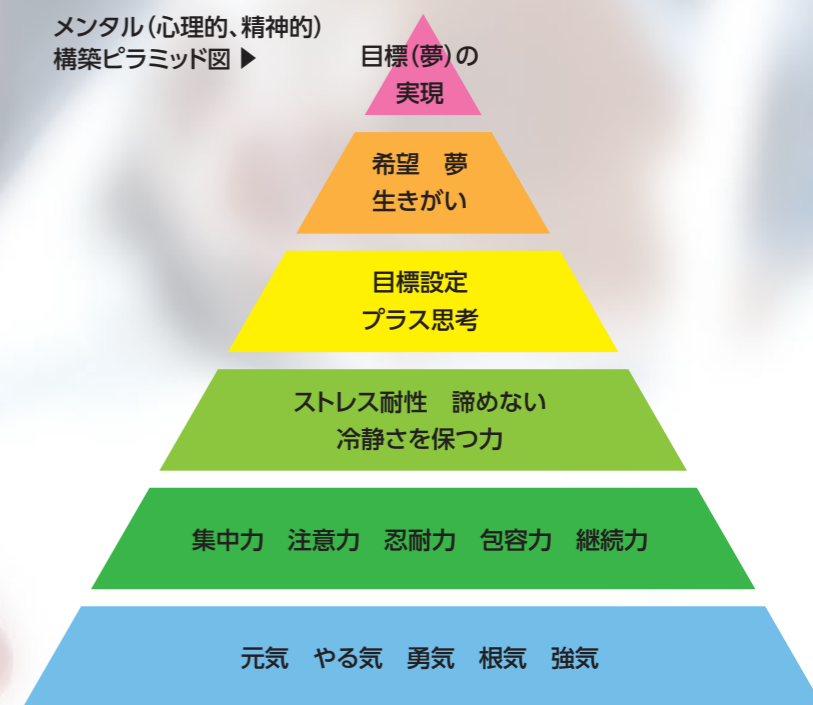 メンタル（心理的、精神的）
構築ピラミッド図 ▶
目標（夢）の
実現
希望　夢
生きがい
目標設定
プラス思考
ストレス耐性　諦めない
冷静さを保つ力
集中力　注意力　忍耐力　包容力　継続力
元気　やる気　勇気　根気　強気